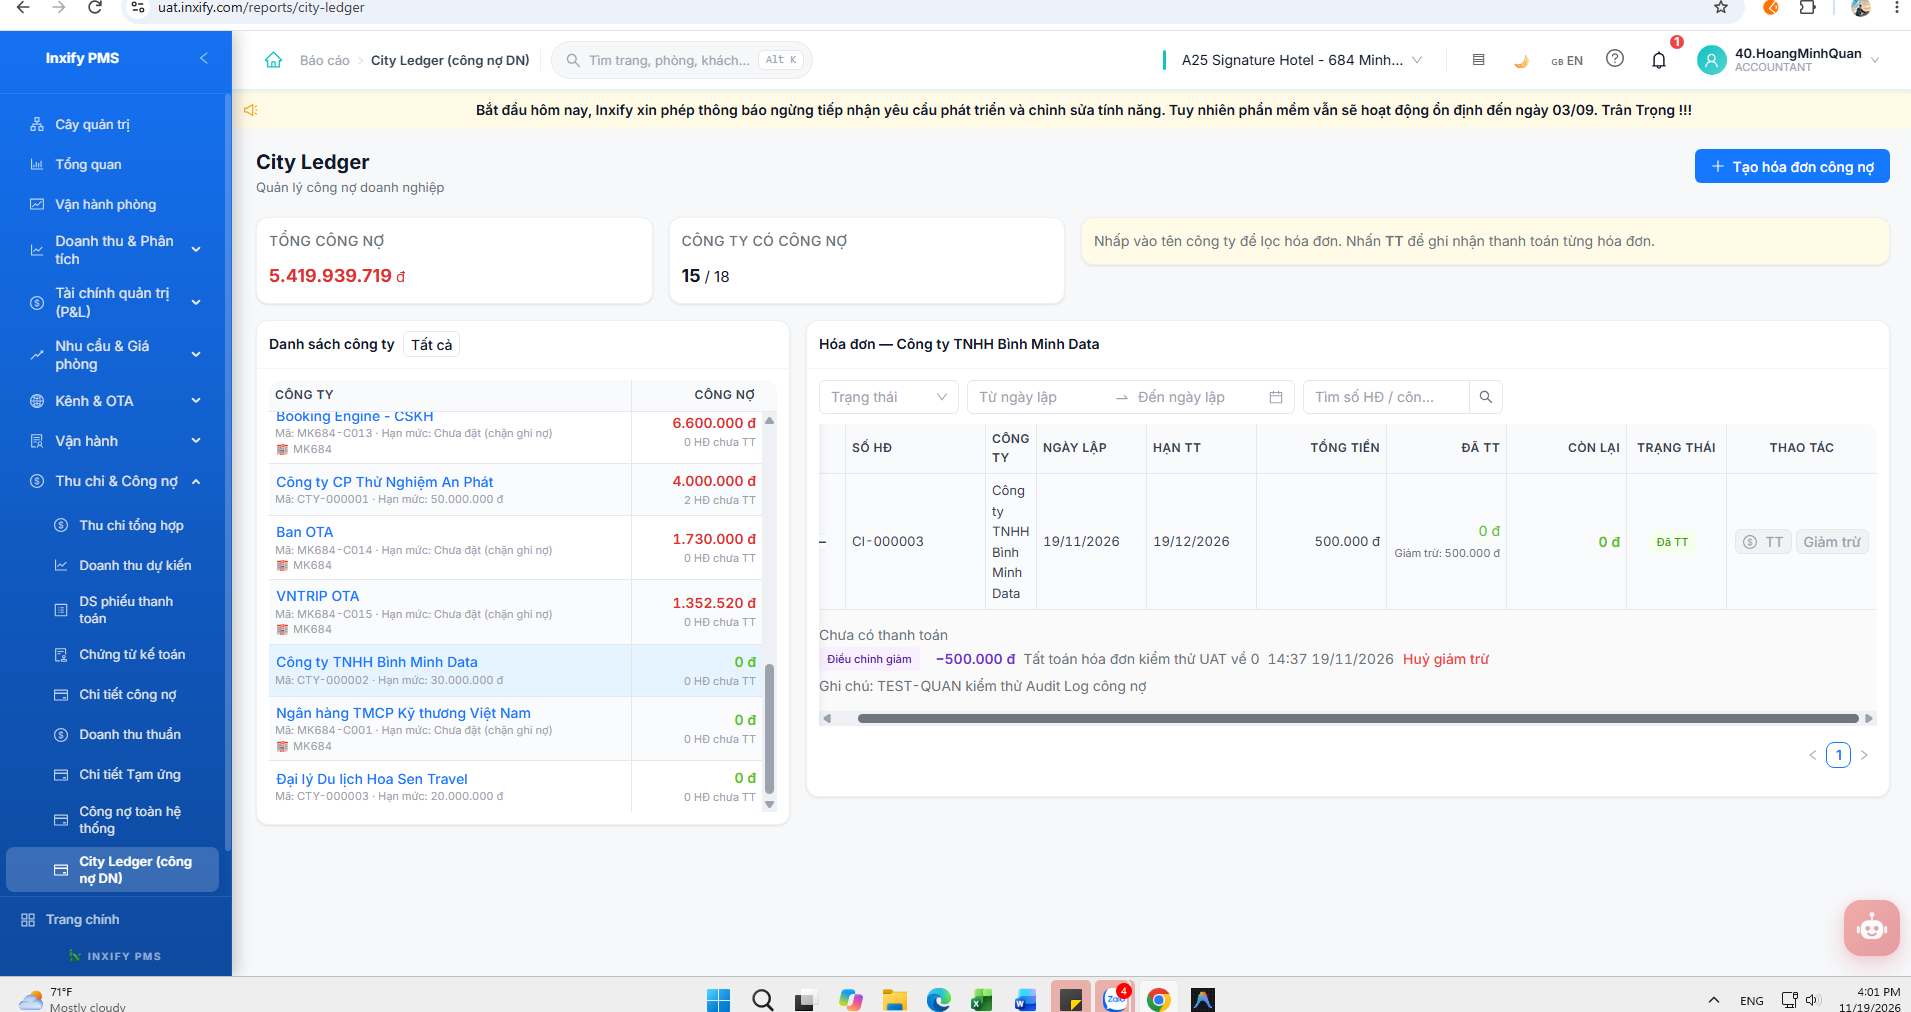 uat.inxify.com/reports/city-ledger
Inxify PMS
Báo cáo > City Ledger (công nợ DN)
Tìm trang, phòng, khách... Alt K
A25 Signature Hotel - 684 Minh...
GB EN
1
40.HoangMinhQuan
ACCOUNTANT
Bắt đầu hôm nay, Inxify xin phép thông báo ngừng tiếp nhận yêu cầu phát triển và chỉnh sửa tính năng. Tuy nhiên phần mềm vẫn sẽ hoạt động ổn định đến ngày 03/09. Trân Trọng !!!
Cây quản trị
Tổng quan
Vận hành phòng
Doanh thu & Phân
tích
Tài chính quản trị
(P&L)
Nhu cầu & Giá
phòng
Kênh & OTA
Vận hành
Thu chi & Công nợ
Thu chi tổng hợp
Doanh thu dự kiến
DS phiếu thanh
toán
Chứng từ kế toán
Chi tiết công nợ
Doanh thu thuần
Chi tiết Tạm ứng
Công nợ toàn hệ
thống
City Ledger (công
nợ DN)
Trang chính
INXIFY PMS
City Ledger
Quản lý công nợ doanh nghiệp
+ Tạo hóa đơn công nợ
TỔNG CÔNG NỢ
5.419.939.719 đ
CÔNG TY CÓ CÔNG NỢ
15 / 18
Nhấp vào tên công ty để lọc hóa đơn. Nhấn TT để ghi nhận thanh toán từng hóa đơn.
Danh sách công ty Tất cả
CÔNG TY CÔNG NỢ
Booking Engine - CSKH 6.600.000 đ
Mã: MK684-C013 · Hạn mức: Chưa đặt (chặn ghi nợ) 0 HĐ chưa TT
MK684
Công ty CP Thử Nghiệm An Phát 4.000.000 đ
Mã: CTY-000001 · Hạn mức: 50.000.000 đ 2 HĐ chưa TT
Ban OTA 1.730.000 đ
Mã: MK684-C014 · Hạn mức: Chưa đặt (chặn ghi nợ) 0 HĐ chưa TT
MK684
VNTRIP OTA 1.352.520 đ
Mã: MK684-C015 · Hạn mức: Chưa đặt (chặn ghi nợ) 0 HĐ chưa TT
MK684
Công ty TNHH Bình Minh Data 0 đ
Mã: CTY-000002 · Hạn mức: 30.000.000 đ 0 HĐ chưa TT
Ngân hàng TMCP Kỹ thương Việt Nam 0 đ
Mã: MK684-C001 · Hạn mức: Chưa đặt (chặn ghi nợ) 0 HĐ chưa TT
MK684
Đại lý Du lịch Hoa Sen Travel 0 đ
Mã: CTY-000003 · Hạn mức: 20.000.000 đ 0 HĐ chưa TT
Hóa đơn — Công ty TNHH Bình Minh Data
Trạng thái Từ ngày lập → Đến ngày lập Tìm số HĐ / côn...
SỐ HĐ CÔNG TY NGÀY LẬP HẠN TT TỔNG TIỀN ĐÃ TT CÒN LẠI TRẠNG THÁI THAO TÁC
CI-000003
Công
ty
TNHH
Bình
Minh
Data
19/11/2026 19/12/2026 500.000 đ
0 đ
Giảm trừ: 500.000 đ
0 đ Đã TT TT Giảm trừ
Chưa có thanh toán
Điều chỉnh giảm −500.000 đ Tất toán hóa đơn kiểm thử UAT về 0 14:37 19/11/2026 Huỷ giảm trừ
Ghi chú: TEST-QUAN kiểm thử Audit Log công nợ
1
71°F
Mostly cloudy
Zalo 4
ENG
4:01 PM
11/19/2026